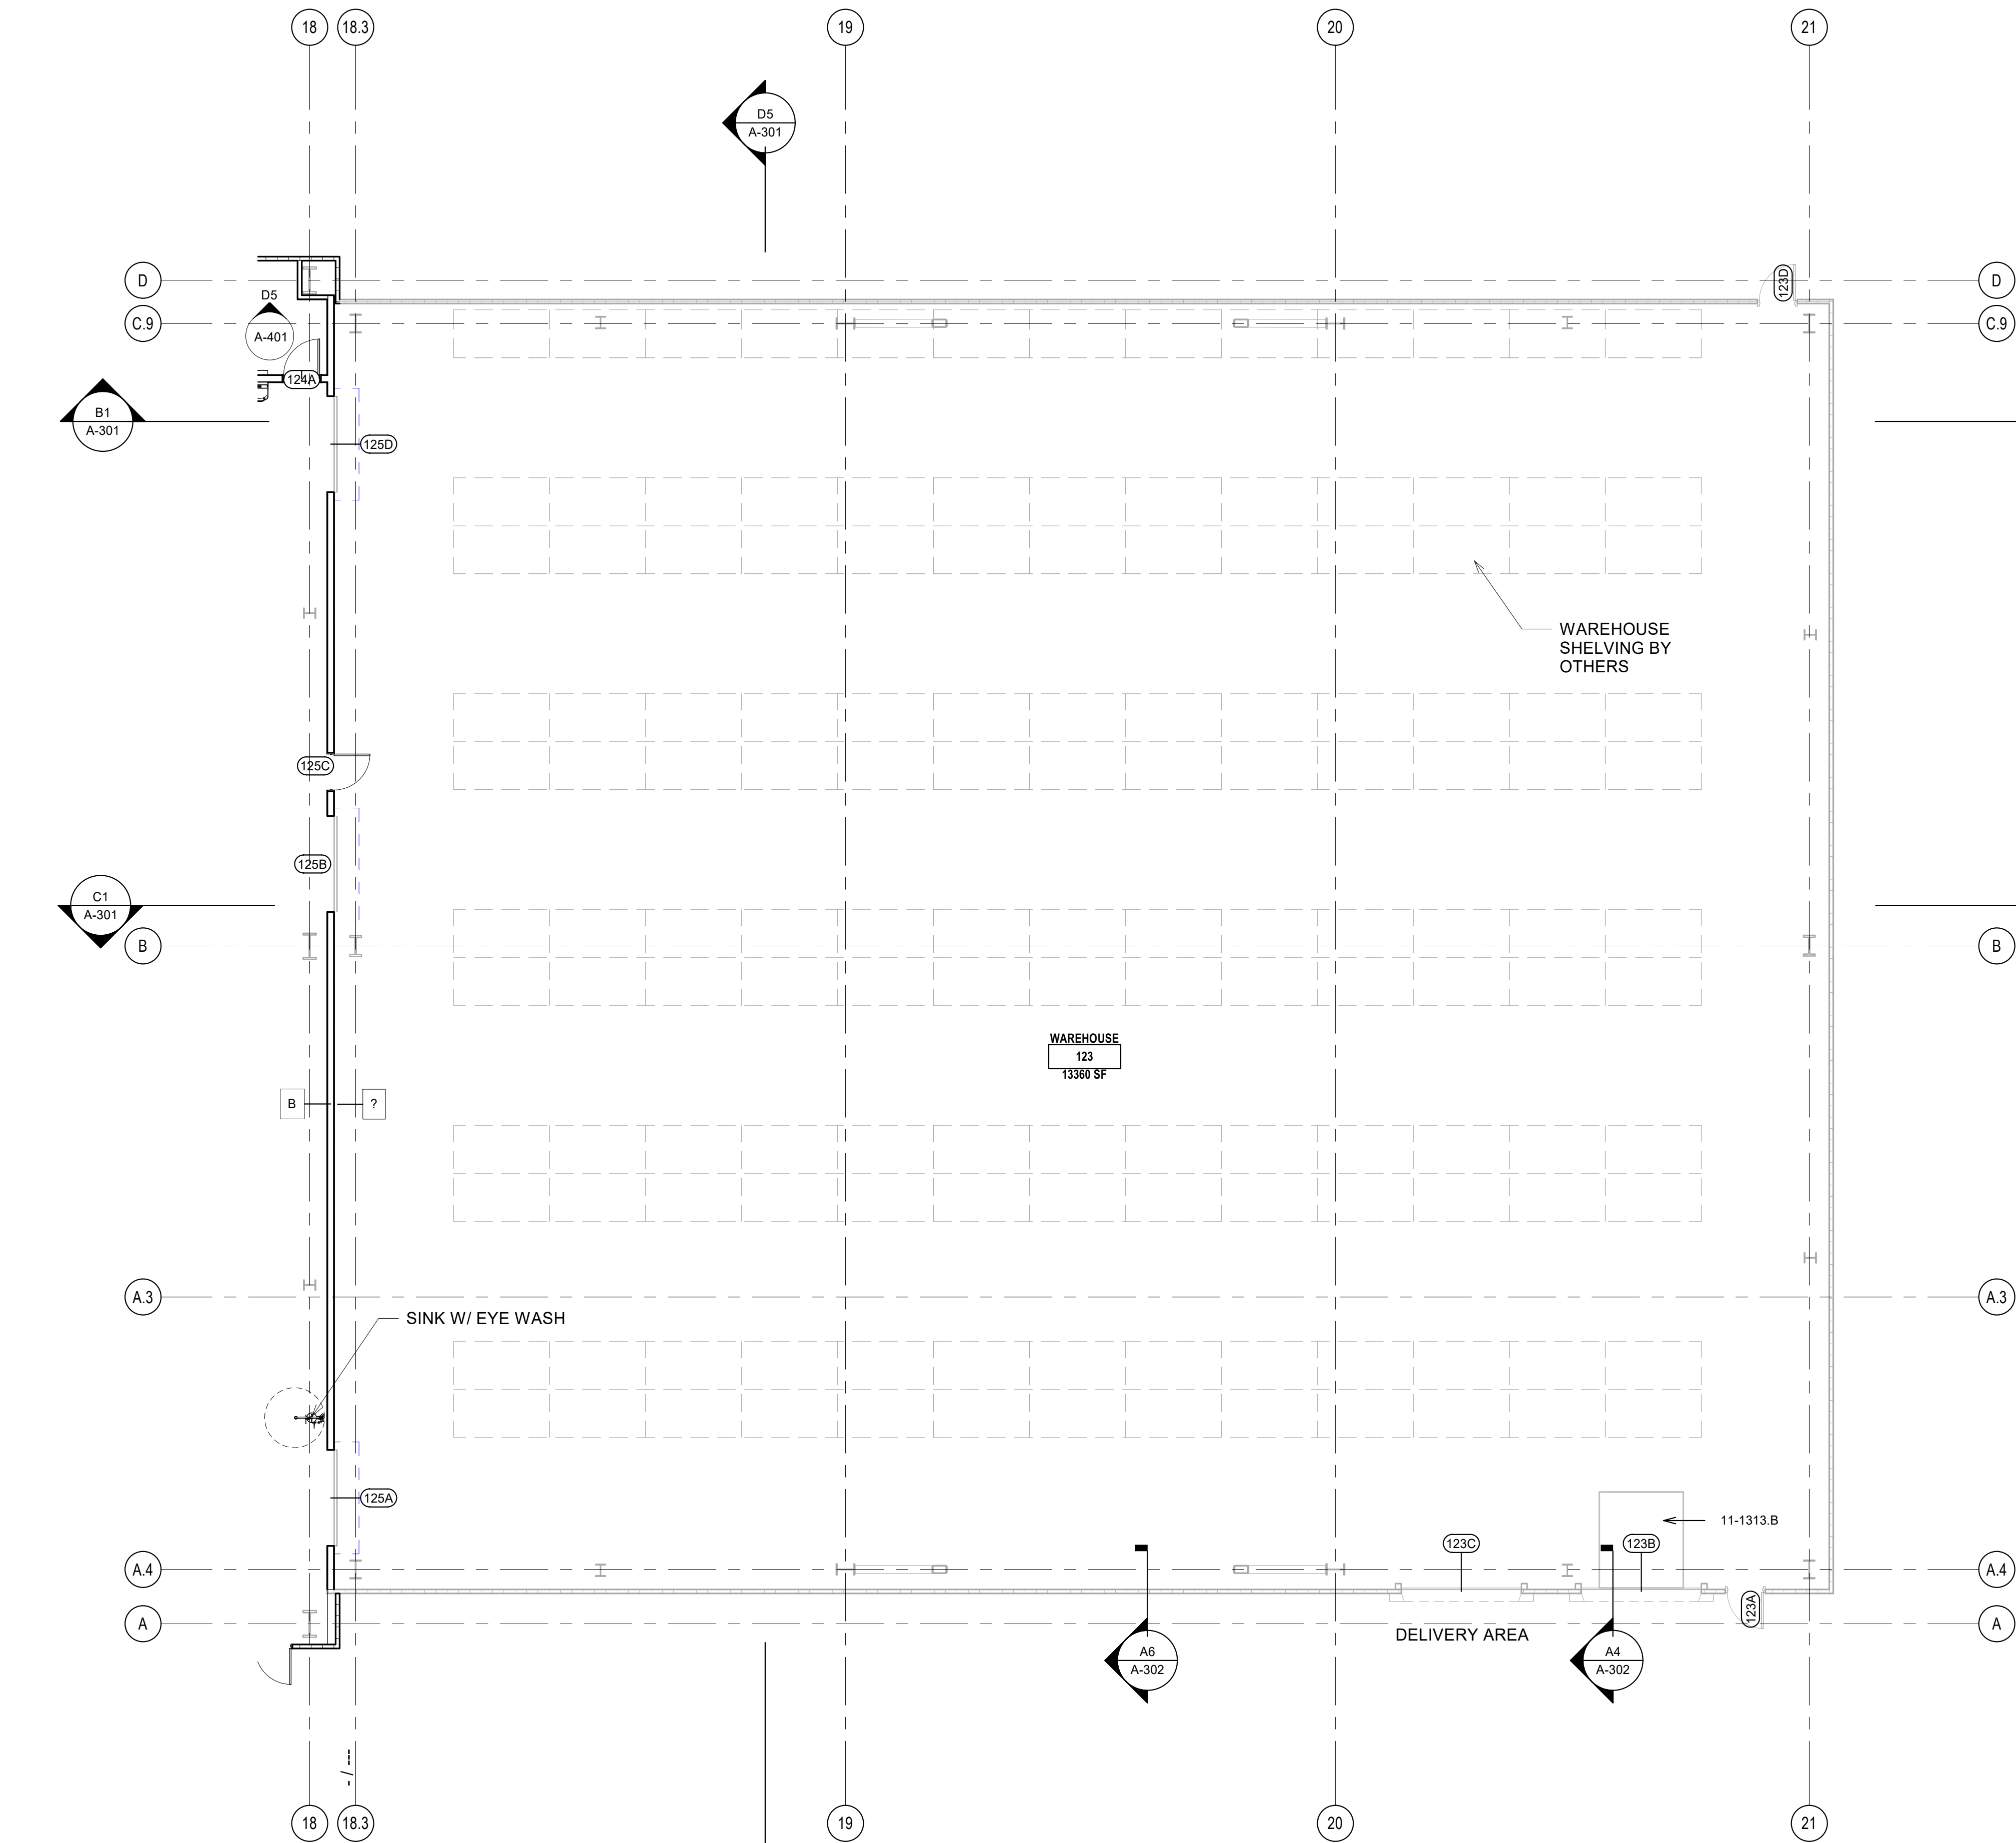 18
18.3
19
20
21
D5
A-301
D
D
123D
D5
C.9
C.9
A-401
124A
B1
A-301
125D
WAREHOUSE
SHELVING BY
OTHERS
125C
125B
C1
A-301
B
B
WAREHOUSE
123
13360 SF
B
?
A.3
A.3
SINK W/ EYE WASH
125A
11-1313.B
123C
123B
A.4
A.4
123A
A
A
DELIVERY AREA
A6
A-302
A4
A-302
- / ---
18
18.3
19
20
21